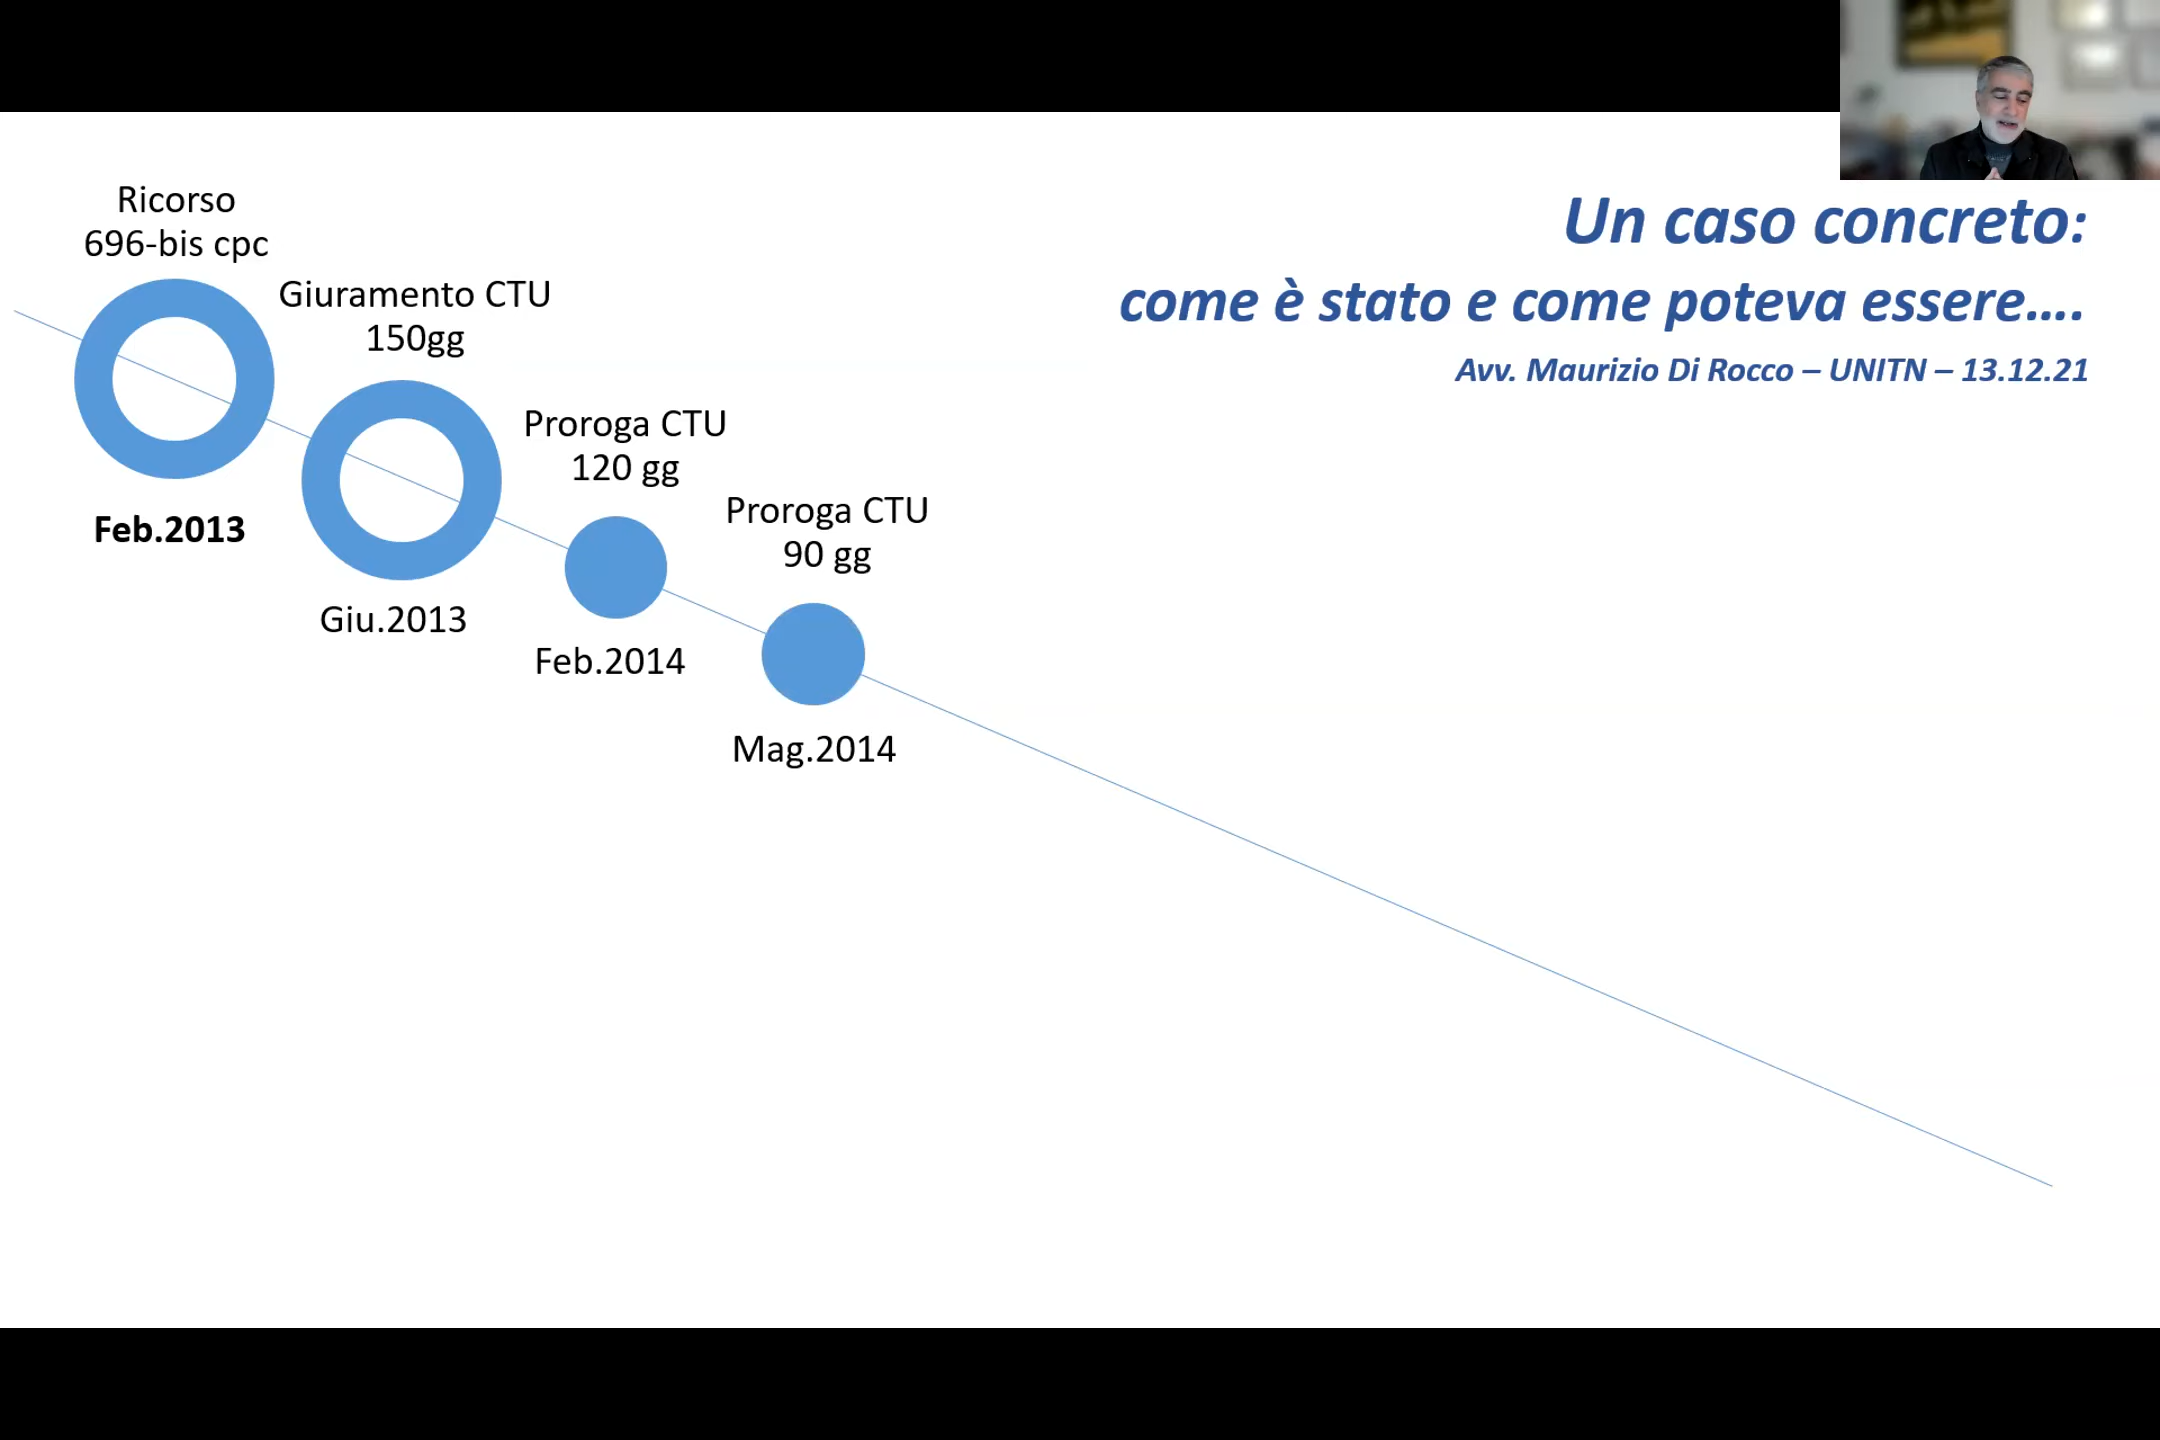 Ricorso
696-bis cpc
Feb.2013
Giuramento CTU
150gg
Giu.2013
Proroga CTU
120 gg
Feb.2014
Proroga CTU
90 gg
Mag.2014
Un caso concreto:
come è stato e come poteva essere....
Avv. Maurizio Di Rocco – UNITN – 13.12.21